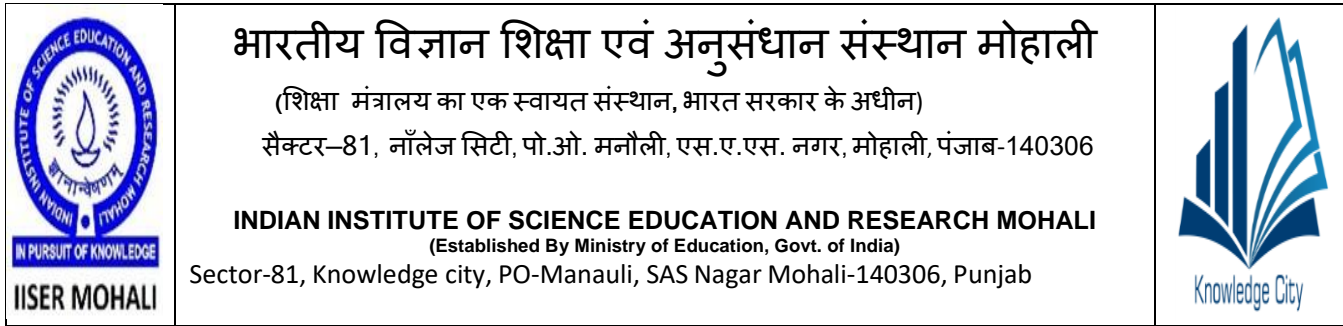 INDIAN INSTITUTE OF SCIENCE EDUCATION AND RESEARCH MOHALI
ज्ञानान्वेषणम्
IN PURSUIT OF KNOWLEDGE
IISER MOHALI
भारतीय विज्ञान शिक्षा एवं अनुसंधान संस्थान मोहाली
(शिक्षा मंत्रालय का एक स्वायत संस्थान, भारत सरकार के अधीन)
सैक्टर–81, नॉलेज सिटी, पो.ओ. मनौली, एस.ए.एस. नगर, मोहाली, पंजाब-140306
INDIAN INSTITUTE OF SCIENCE EDUCATION AND RESEARCH MOHALI
(Established By Ministry of Education, Govt. of India)
Sector-81, Knowledge city, PO-Manauli, SAS Nagar Mohali-140306, Punjab
Knowledge City